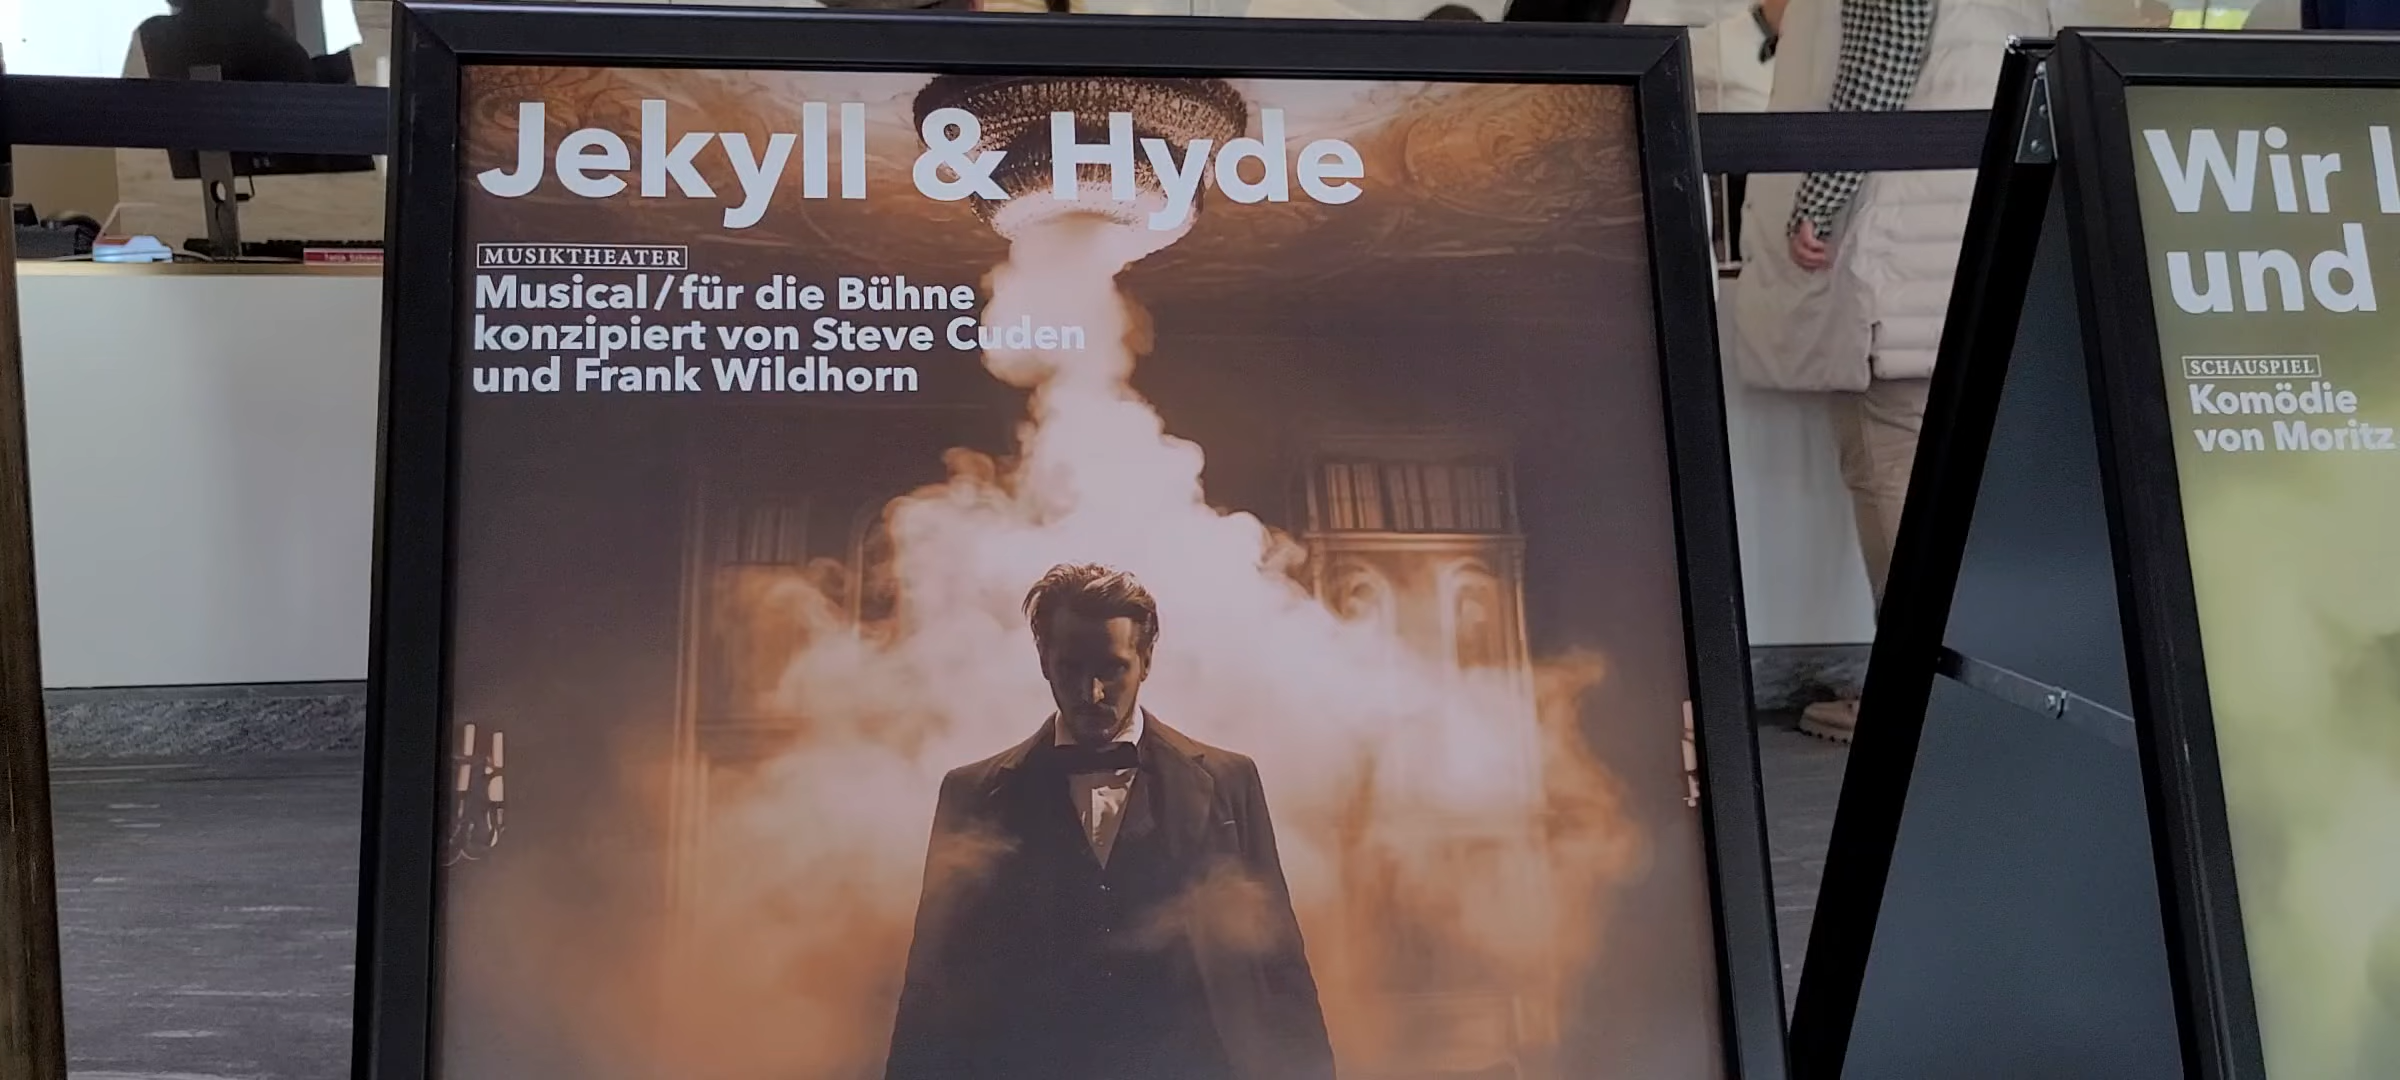 Jekyll & Hyde
MUSIKTHEATER
Musical / für die Bühne
konzipiert von Steve Cuden
und Frank Wildhorn
Wir
und
SCHAUSPIEL
Komödie
von Moritz